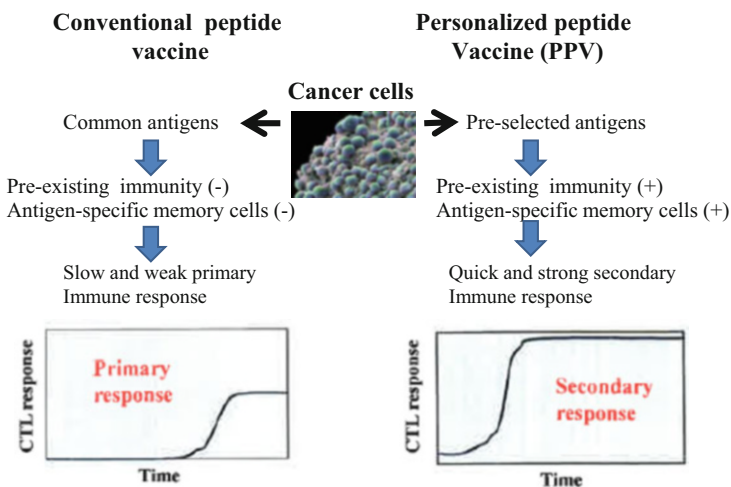 Conventional peptide
vaccine
Personalized peptide
Vaccine (PPV)
Cancer cells
Common antigens
Pre-selected antigens
Pre-existing immunity (-)
Antigen-specific memory cells (-)
Pre-existing immunity (+)
Antigen-specific memory cells (+)
Slow and weak primary
Immune response
Quick and strong secondary
Immune response
CTL response
Primary
response
Time
CTL response
Secondary
response
Time